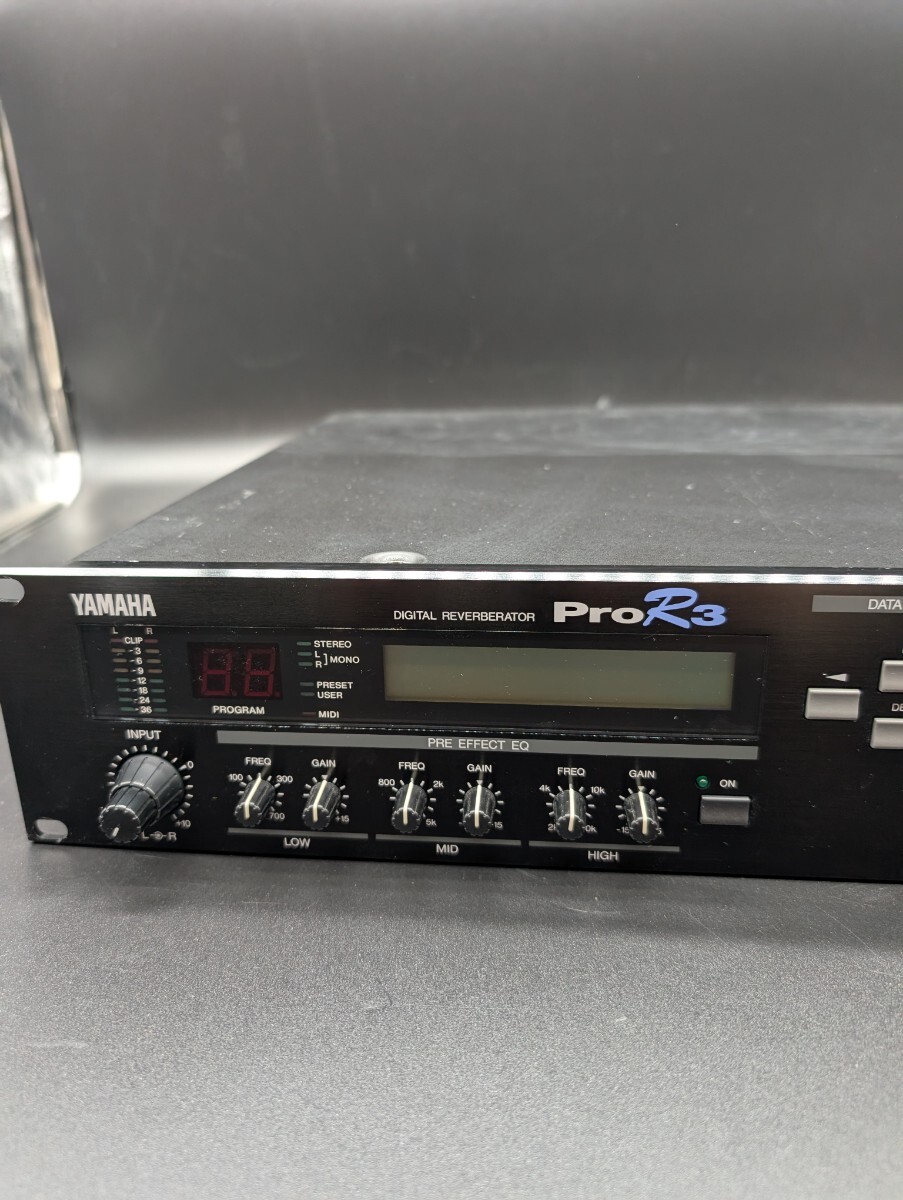 YAMAHA
DIGITAL REVERBERATOR ProR3
DATA
L R
CLIP
-3
-6
-9
-12
-18
-24
-36
PROGRAM
STEREO
L
R ] MONO
PRESET
USER
MIDI
PRE EFFECT EQ
INPUT
0
+10
L R
FREQ
100 300
700
GAIN
+15
LOW
FREQ
800 2k
5k
GAIN
-15
MID
FREQ
4k 10k
GAIN
-15
HIGH
ON